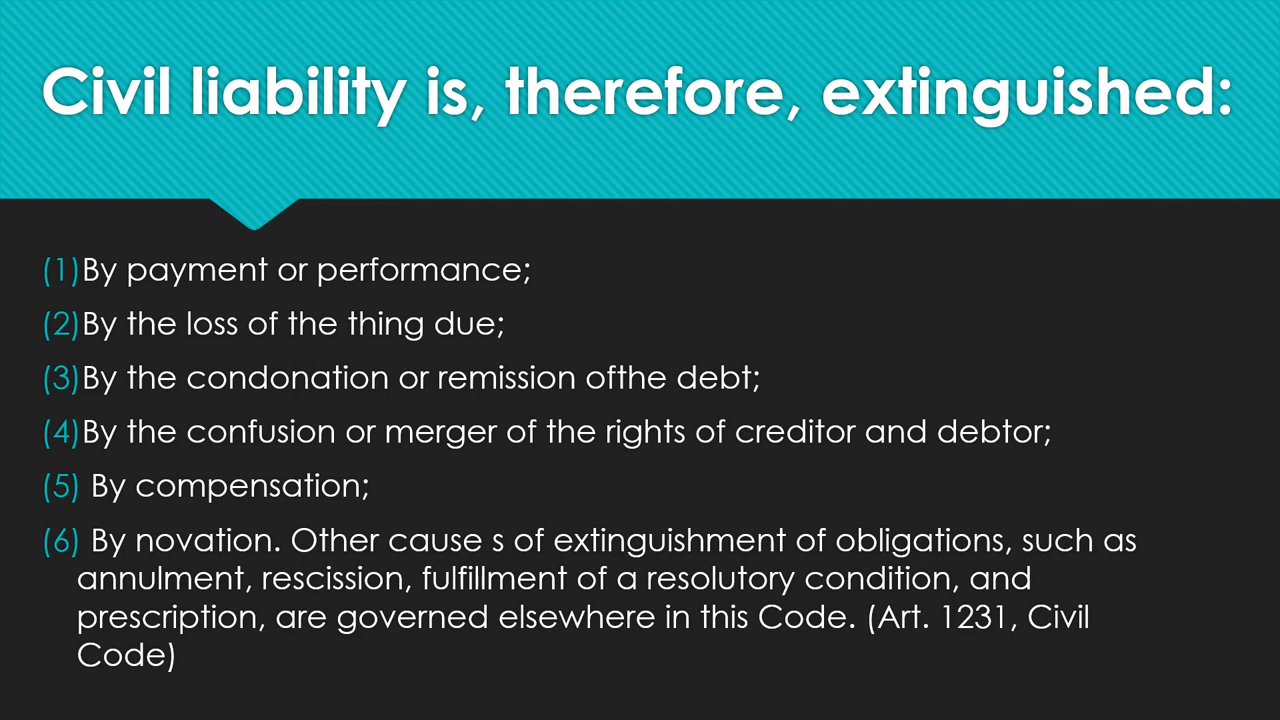 Civil liability is, therefore, extinguished:
(1)By payment or performance;
(2)By the loss of the thing due;
(3)By the condonation or remission ofthe debt;
(4)By the confusion or merger of the rights of creditor and debtor;
(5) By compensation;
(6) By novation. Other cause s of extinguishment of obligations, such as
annulment, rescission, fulfillment of a resolutory condition, and
prescription, are governed elsewhere in this Code. (Art. 1231, Civil
Code)